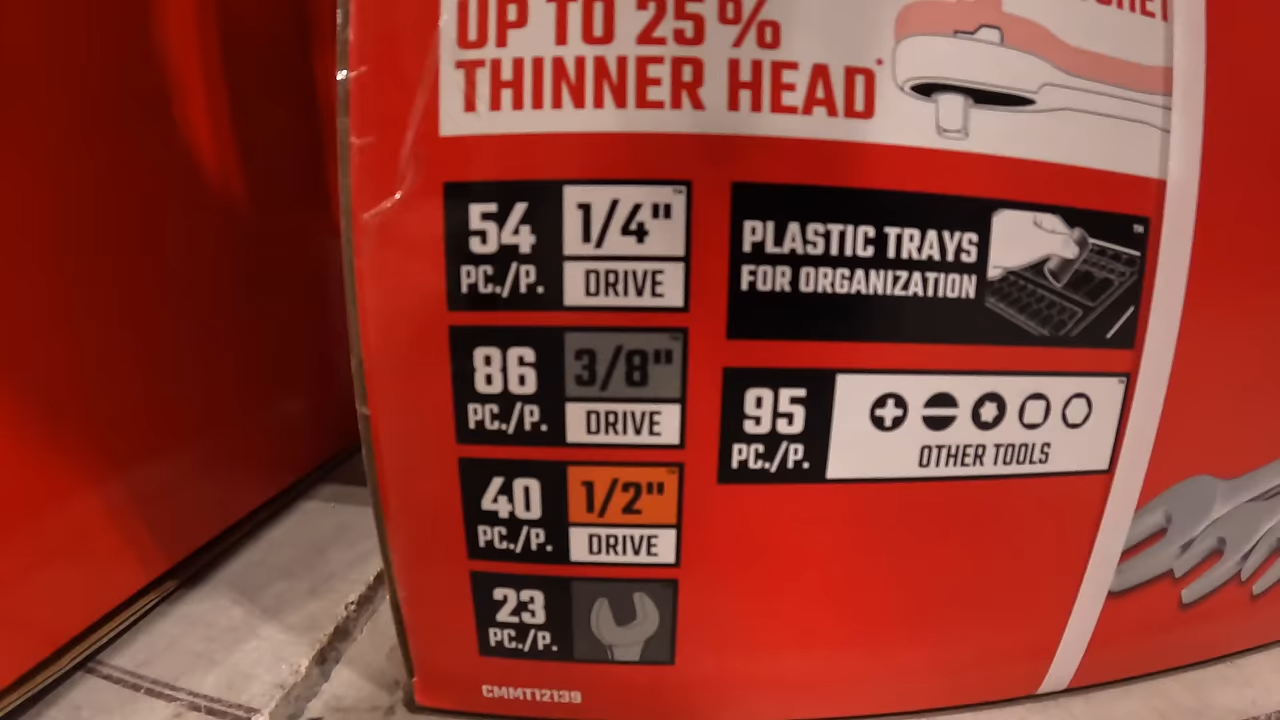 UP TO 25%
THINNER HEAD*
54 PC./P.
1/4"
DRIVE
86 PC./P.
3/8"
DRIVE
40 PC./P.
1/2"
DRIVE
23 PC./P.
PLASTIC TRAYS
FOR ORGANIZATION
95 PC./P.
OTHER TOOLS
CMMT12139